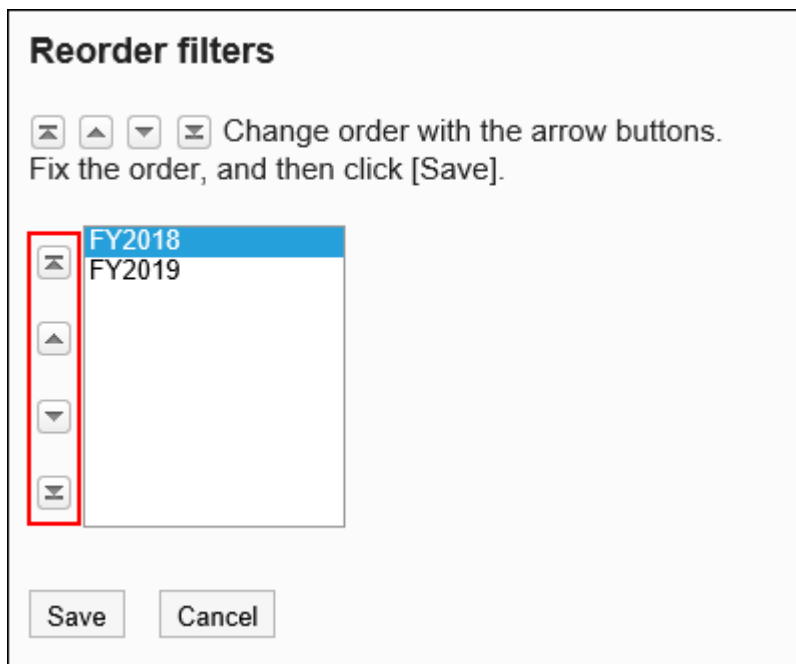 Reorder filters
Change order with the arrow buttons.
Fix the order, and then click [Save].
FY2018
FY2019
Save
Cancel